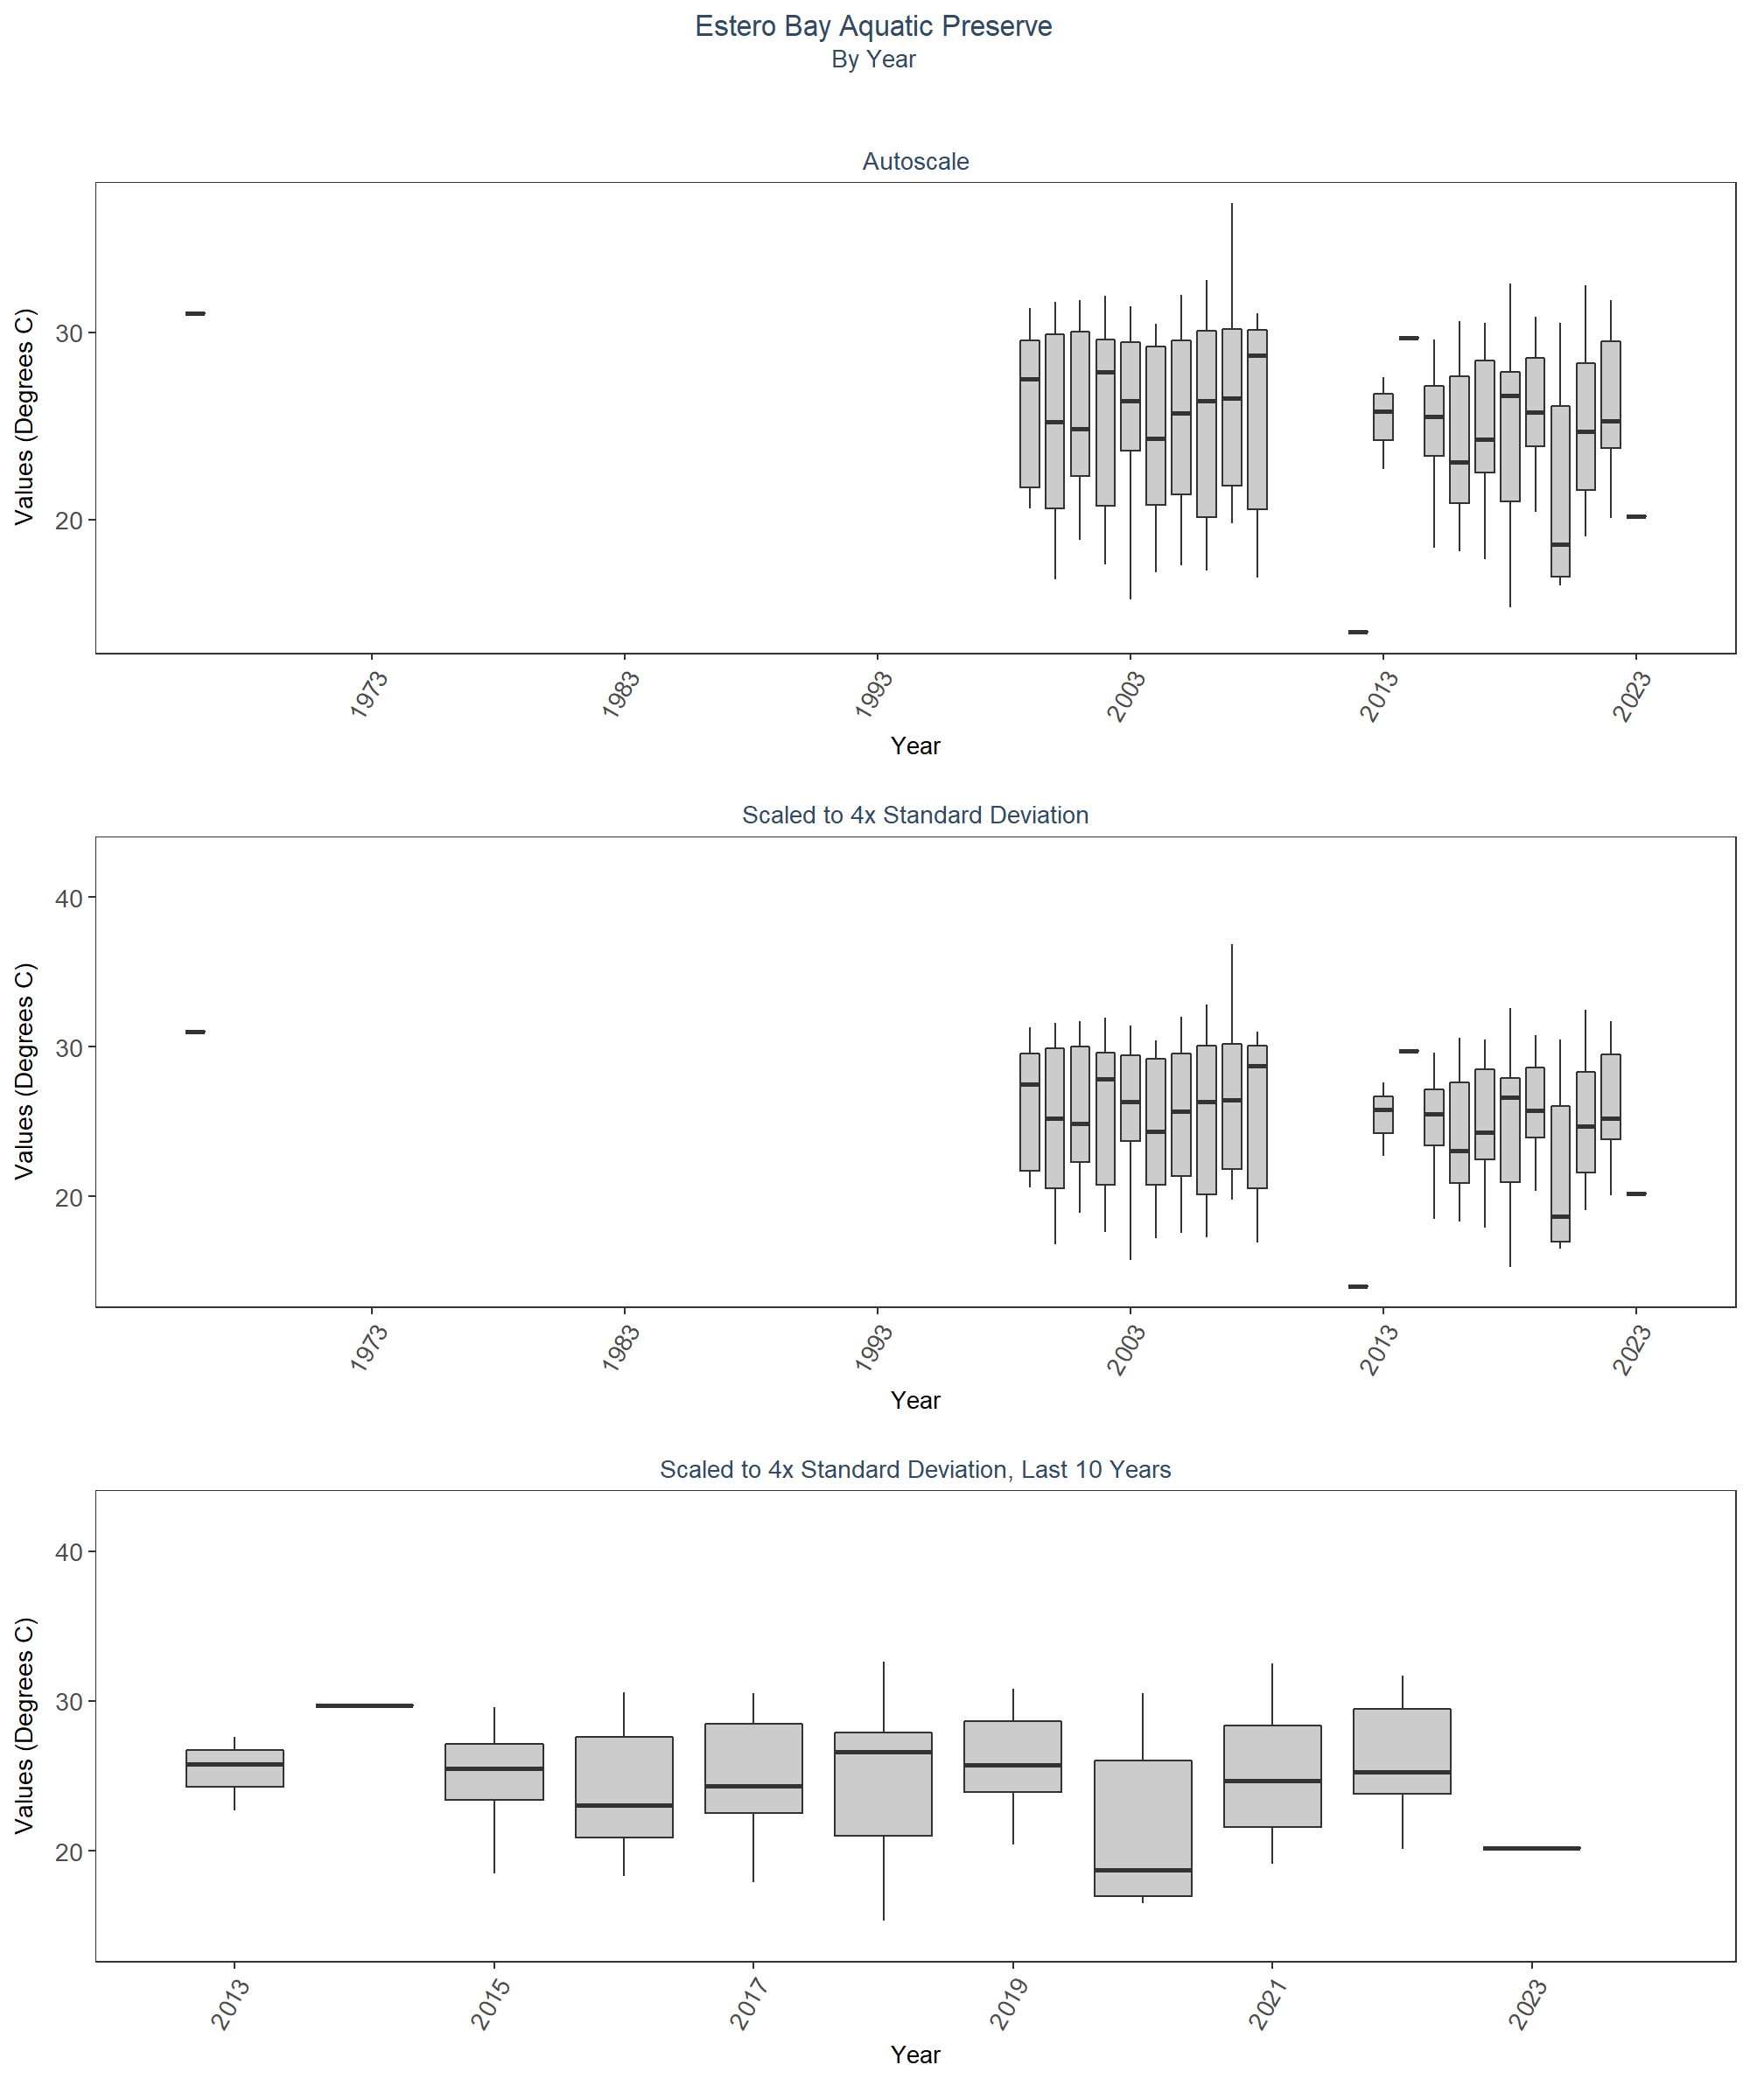 Estero Bay Aquatic Preserve
By Year
Autoscale
Values (Degrees C)
30
20
1973
1983
1993
2003
2013
2023
Year
Scaled to 4x Standard Deviation
Values (Degrees C)
40
30
20
1973
1983
1993
2003
2013
2023
Year
Scaled to 4x Standard Deviation, Last 10 Years
Values (Degrees C)
40
30
20
2013
2015
2017
2019
2021
2023
Year